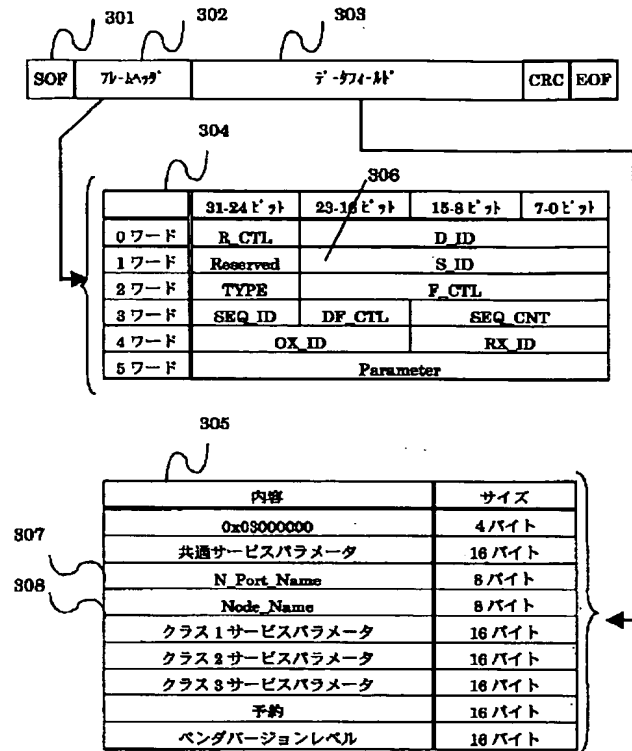 301 302 303
SOF フレームヘッダ データフィールド CRC EOF
304
306
31-24ビット 23-16ビット 15-8ビット 7-0ビット
0ワード R_CTL D_ID
1ワード Reserved S_ID
2ワード TYPE F_CTL
3ワード SEQ_ID DF_CTL SEQ_CNT
4ワード OX_ID RX_ID
5ワード Parameter
305
内容 サイズ
0x03000000 4バイト
共通サービスパラメータ 16バイト
307 N_Port_Name 8バイト
308 Node_Name 8バイト
クラス1サービスパラメータ 16バイト
クラス2サービスパラメータ 16バイト
クラス3サービスパラメータ 16バイト
予約 16バイト
ベンダバージョンレベル 16バイト